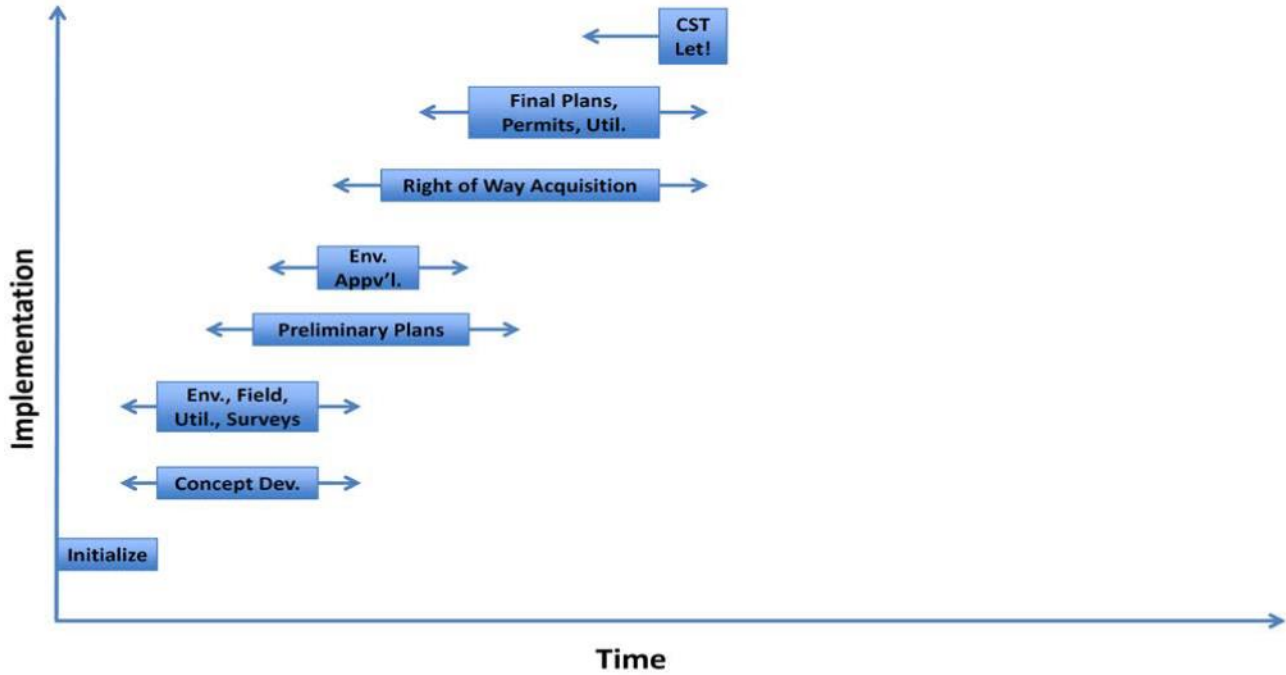 CST
Let!
Final Plans,
Permits, Util.
Right of Way Acquisition
Env.
Appv'l.
Preliminary Plans
Env., Field,
Util., Surveys
Concept Dev.
Initialize
Implementation
Time